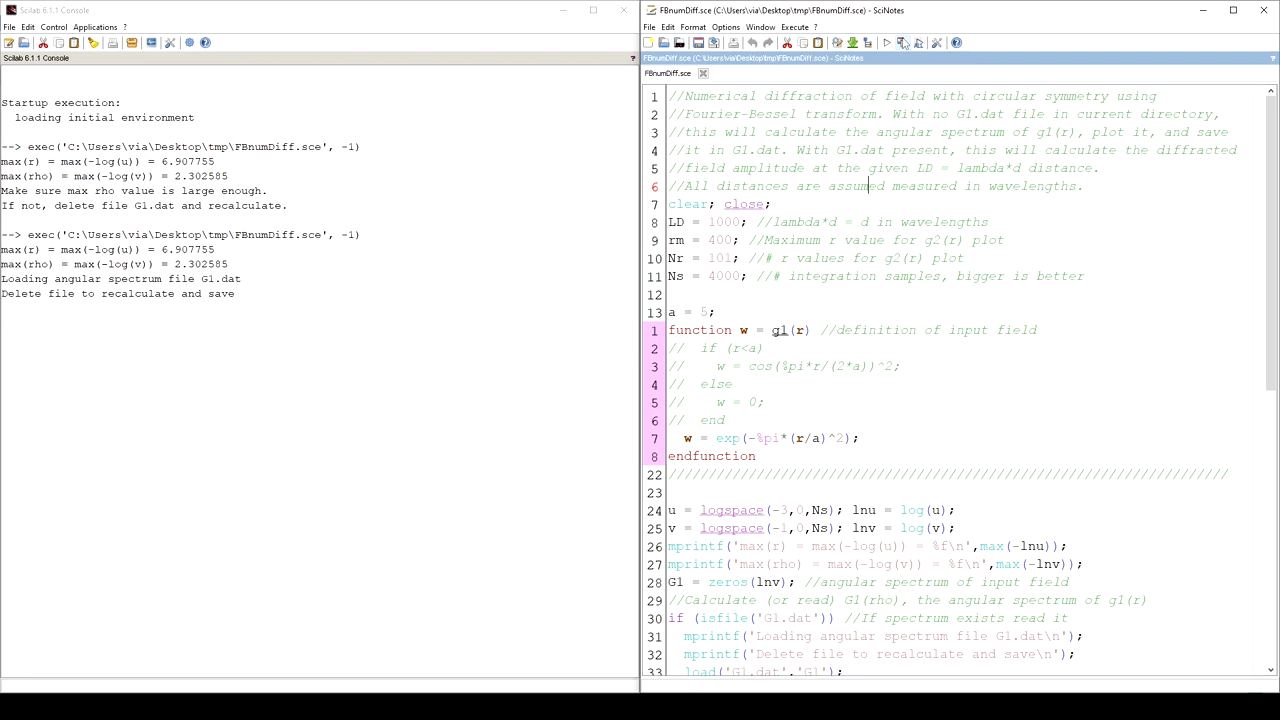 Scilab 6.1.1 Console
File Edit Control Applications ?
Scilab 6.1.1 Console ?
Startup execution:
loading initial environment
--> exec('C:\Users\via\Desktop\tmp\FBnumDiff.sce', -1)
max(r) = max(-log(u)) = 6.907755
max(rho) = max(-log(v)) = 2.302585
Make sure max rho value is large enough.
If not, delete file G1.dat and recalculate.
--> exec('C:\Users\via\Desktop\tmp\FBnumDiff.sce', -1)
max(r) = max(-log(u)) = 6.907755
max(rho) = max(-log(v)) = 2.302585
Loading angular spectrum file G1.dat
Delete file to recalculate and save
FBnumDiff.sce (C:\Users\via\Desktop\tmp\FBnumDiff.sce) - SciNotes
File Edit Format Options Window Execute ?
FBnumDiff.sce (C:\Users\via\Desktop\tmp\FBnumDiff.sce) - SciNotes ?
FBnumDiff.sce
1 //Numerical diffraction of field with circular symmetry using
2 //Fourier-Bessel transform. With no G1.dat file in current directory,
3 //this will calculate the angular spectrum of g1(r), plot it, and save
4 //it in G1.dat. With G1.dat present, this will calculate the diffracted
5 //field amplitude at the given LD = lambda*d distance.
6 //All distances are assumed measured in wavelengths.
7 clear; close;
8 LD = 1000; //lambda*d = d in wavelengths
9 rm = 400; //Maximum r value for g2(r) plot
10 Nr = 101; //# r values for g2(r) plot
11 Ns = 4000; //# integration samples, bigger is better
12
13 a = 5;
1 function w = g1(r) //definition of input field
2 // if (r<a)
3 // w = cos(%pi*r/(2*a))^2;
4 // else
5 // w = 0;
6 // end
7 w = exp(-%pi*(r/a)^2);
8 endfunction
22 //////////////////////////////////////////////////////////////////////
23
24 u = logspace(-3,0,Ns); lnu = log(u);
25 v = logspace(-1,0,Ns); lnv = log(v);
26 mprintf('max(r) = max(-log(u)) = %f\n',max(-lnu));
27 mprintf('max(rho) = max(-log(v)) = %f\n',max(-lnv));
28 G1 = zeros(lnv); //angular spectrum of input field
29 //Calculate (or read) G1(rho), the angular spectrum of g1(r)
30 if (isfile('G1.dat')) //If spectrum exists read it
31 mprintf('Loading angular spectrum file G1.dat\n');
32 mprintf('Delete file to recalculate and save\n');
33 load('G1.dat','G1');